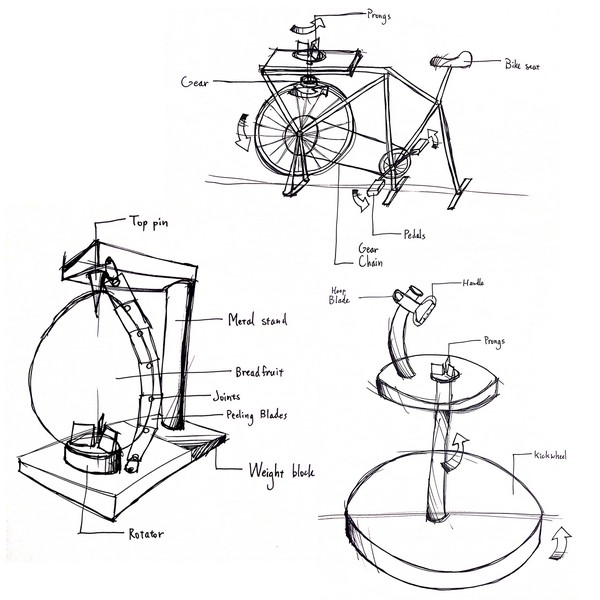 Prongs
Gear
Bike seat
Pedals
Gear
Chain
Top pin
Metal stand
Breadfruit
Joints
Peeling Blades
Weight block
Rotator
Hoop
Blade
Handle
Prongs
Kickwheel